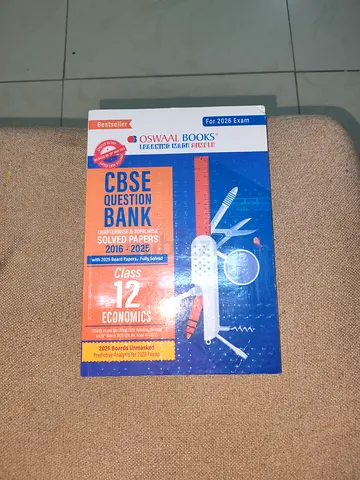 Bestseller
For 2026 Exam
OSWAAL BOOKS®
LEARNING MADE SIMPLE
CBSE
QUESTION
BANK
CHAPTERWISE & TOPICWISE
SOLVED PAPERS
2016 - 2025
with 2025 Board Papers, Fully Solved
Class
12
ECONOMICS
2026 Boards Unmasked!
Predictive Analysis for 2026 Exams